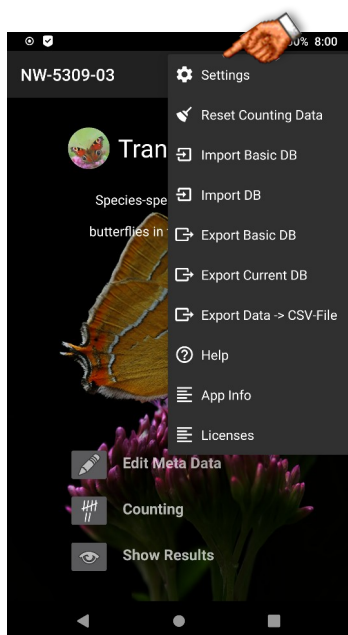 0% 8:00
NW-5309-03
Settings
Reset Counting Data
Tran
Import Basic DB
Species-spe
Import DB
butterflies in
Export Basic DB
Export Current DB
Export Data -> CSV-File
Help
App Info
Licenses
Edit Meta Data
Counting
Show Results